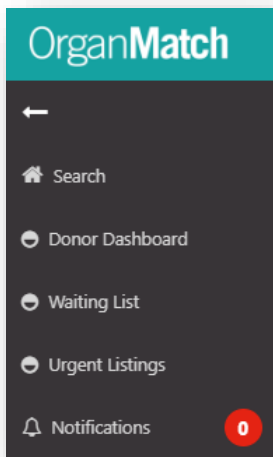 OrganMatch
Search
Donor Dashboard
Waiting List
Urgent Listings
Notifications 0